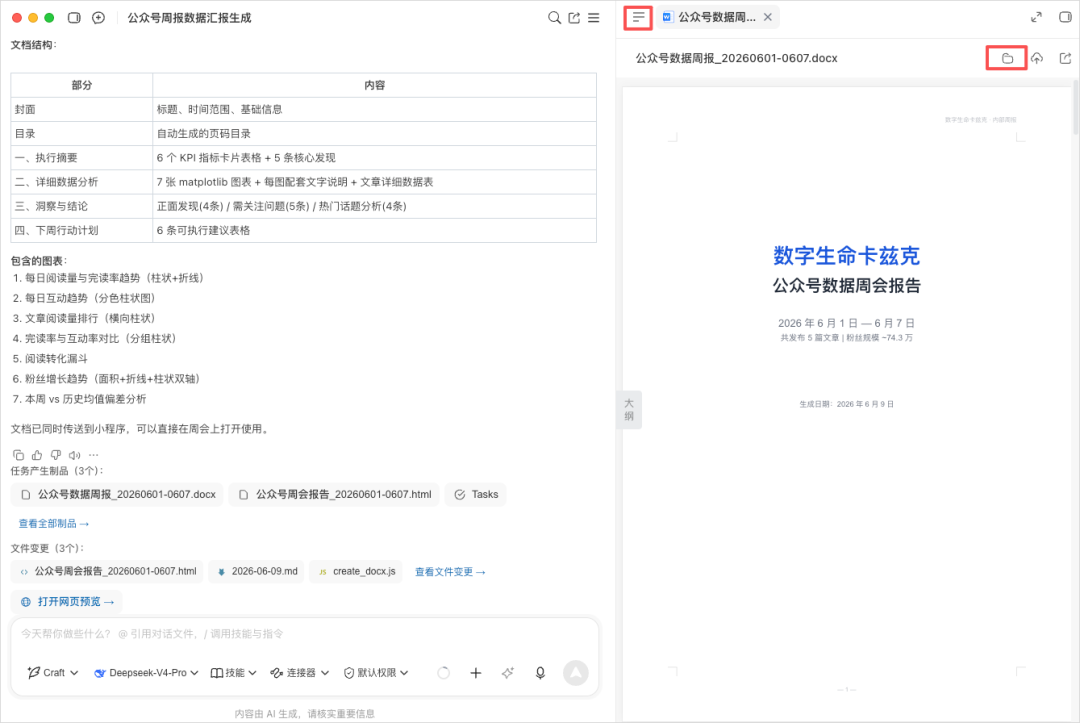 公众号周报数据汇报生成
文档结构：
部分 内容
封面 标题、时间范围、基础信息
目录 自动生成的页码目录
一、执行摘要 6 个 KPI 指标卡片表格 + 5 条核心发现
二、详细数据分析 7 张 matplotlib 图表 + 每图配套文字说明 + 文章详细数据表
三、洞察与结论 正面发现(4条) / 需关注问题(5条) / 热门话题分析(4条)
四、下周行动计划 6 条可执行建议表格
包含的图表：
1. 每日阅读量与完读率趋势（柱状+折线）
2. 每日互动趋势（分色柱状图）
3. 文章阅读量排行（横向柱状）
4. 完读率与互动率对比（分组柱状）
5. 阅读转化漏斗
6. 粉丝增长趋势（面积+折线+柱状双轴）
7. 本周 vs 历史均值偏差分析
文档已同时传送到小程序，可以直接在周会上打开使用。
任务产生制品（3个）：
公众号数据周报_20260601-0607.docx 公众号周会报告_20260601-0607.html Tasks
查看全部制品 →
文件变更（3个）：
公众号周会报告_20260601-0607.html 2026-06-09.md JS create_docx.js 查看文件变更 →
打开网页预览 →
今天帮你做些什么？ @ 引用对话文件，/ 调用技能与指令
Craft Deepseek-V4-Pro 技能 连接器 默认权限
内容由 AI 生成，请核实重要信息
W 公众号数据周...
公众号数据周报_20260601-0607.docx
数字生命卡兹克 · 内部周报
数字生命卡兹克
公众号数据周会报告
2026 年 6 月 1 日 — 6 月 7 日
共发布 5 篇文章 | 粉丝规模 ~74.3 万
生成日期：2026 年 6 月 9 日
大纲
— 1 —